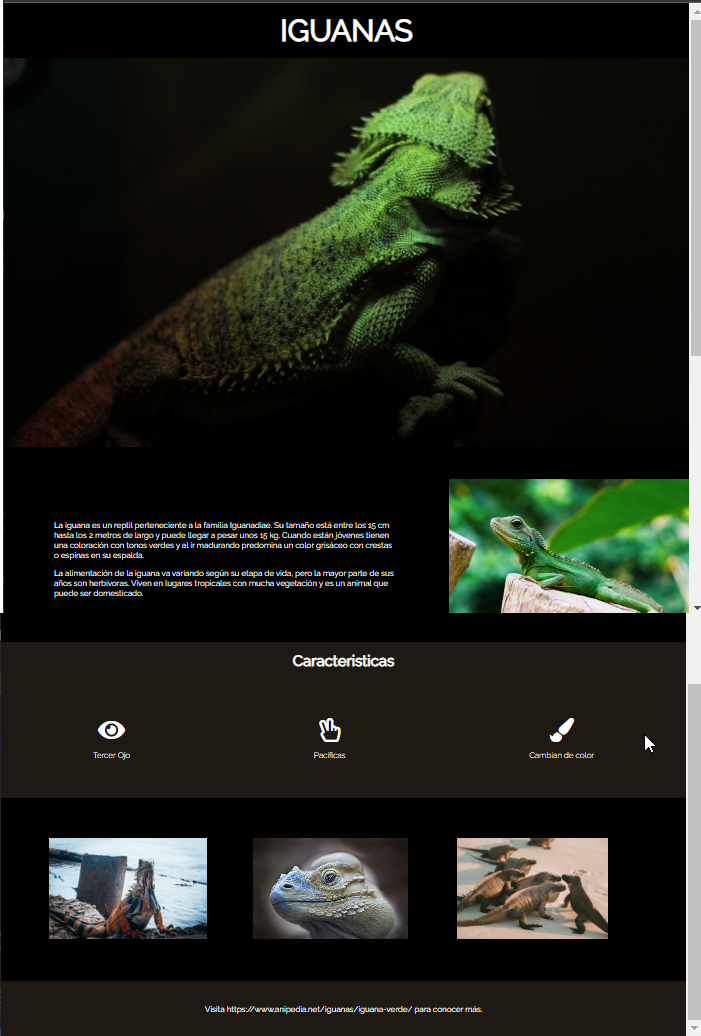 IGUANAS
La iguana es un reptil perteneciente a la familia Iguanadiae. Su tamaño está entre los 15 cm
hasta los 2 metros de largo y puede llegar a pesar unos 15 kg. Cuando están jóvenes tienen
una coloración con tonos verdes y al ir madurando predomina un color grisáceo con crestas
o espinas en su espalda.
La alimentación de la iguana va variando según su etapa de vida, pero la mayor parte de sus
años son herbívoras. Viven en lugares tropicales con mucha vegetación y es un animal que
puede ser domesticado.
Caracteristicas
Tercer Ojo
Pacificas
Cambian de color
Visita https://www.anipedia.net/iguanas/iguana-verde/ para conocer más.